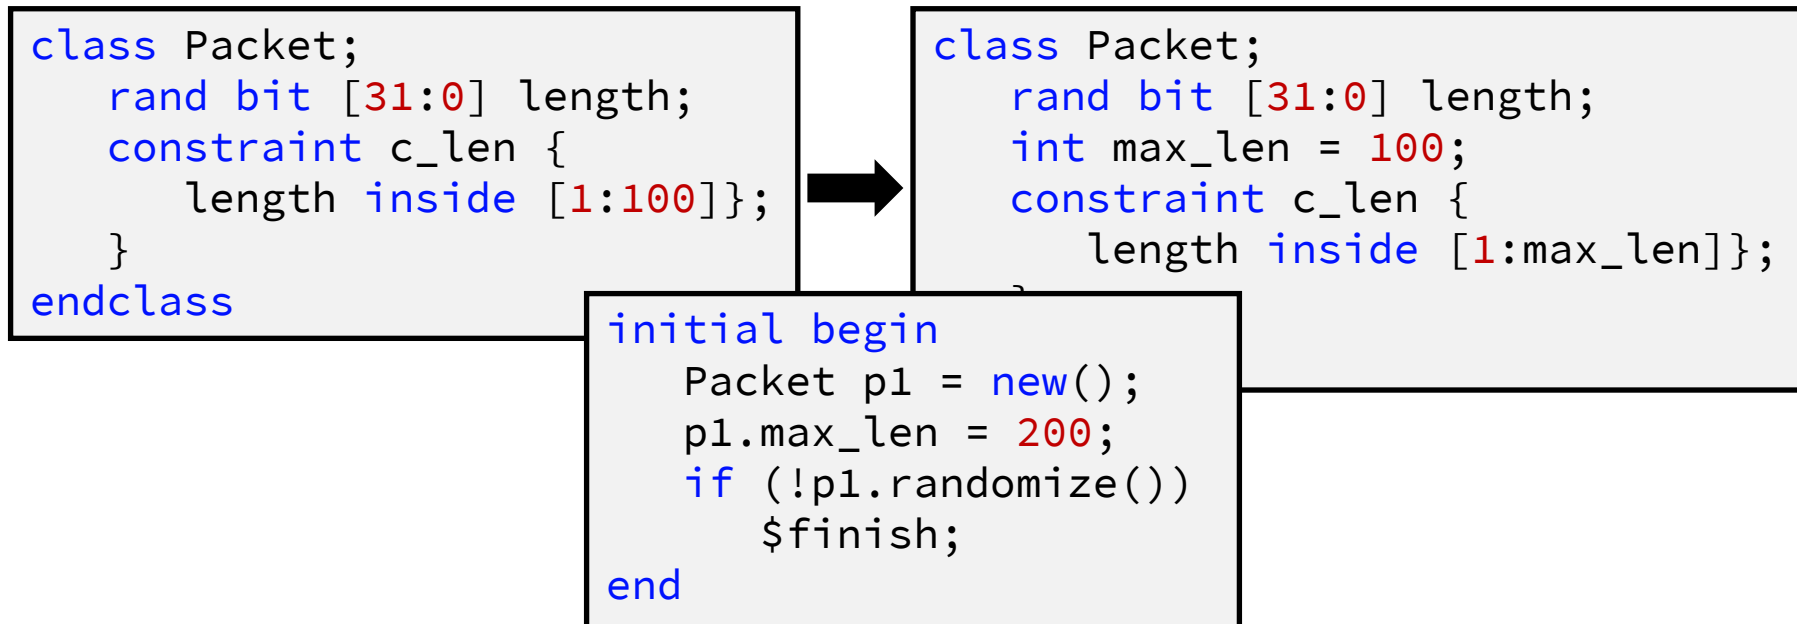 class Packet;
rand bit [31:0] length;
constraint c_len {
length inside [1:100]};
}
endclass
class Packet;
rand bit [31:0] length;
int max_len = 100;
constraint c_len {
length inside [1:max_len]};
initial begin
Packet p1 = new();
p1.max_len = 200;
if (!p1.randomize())
$finish;
end